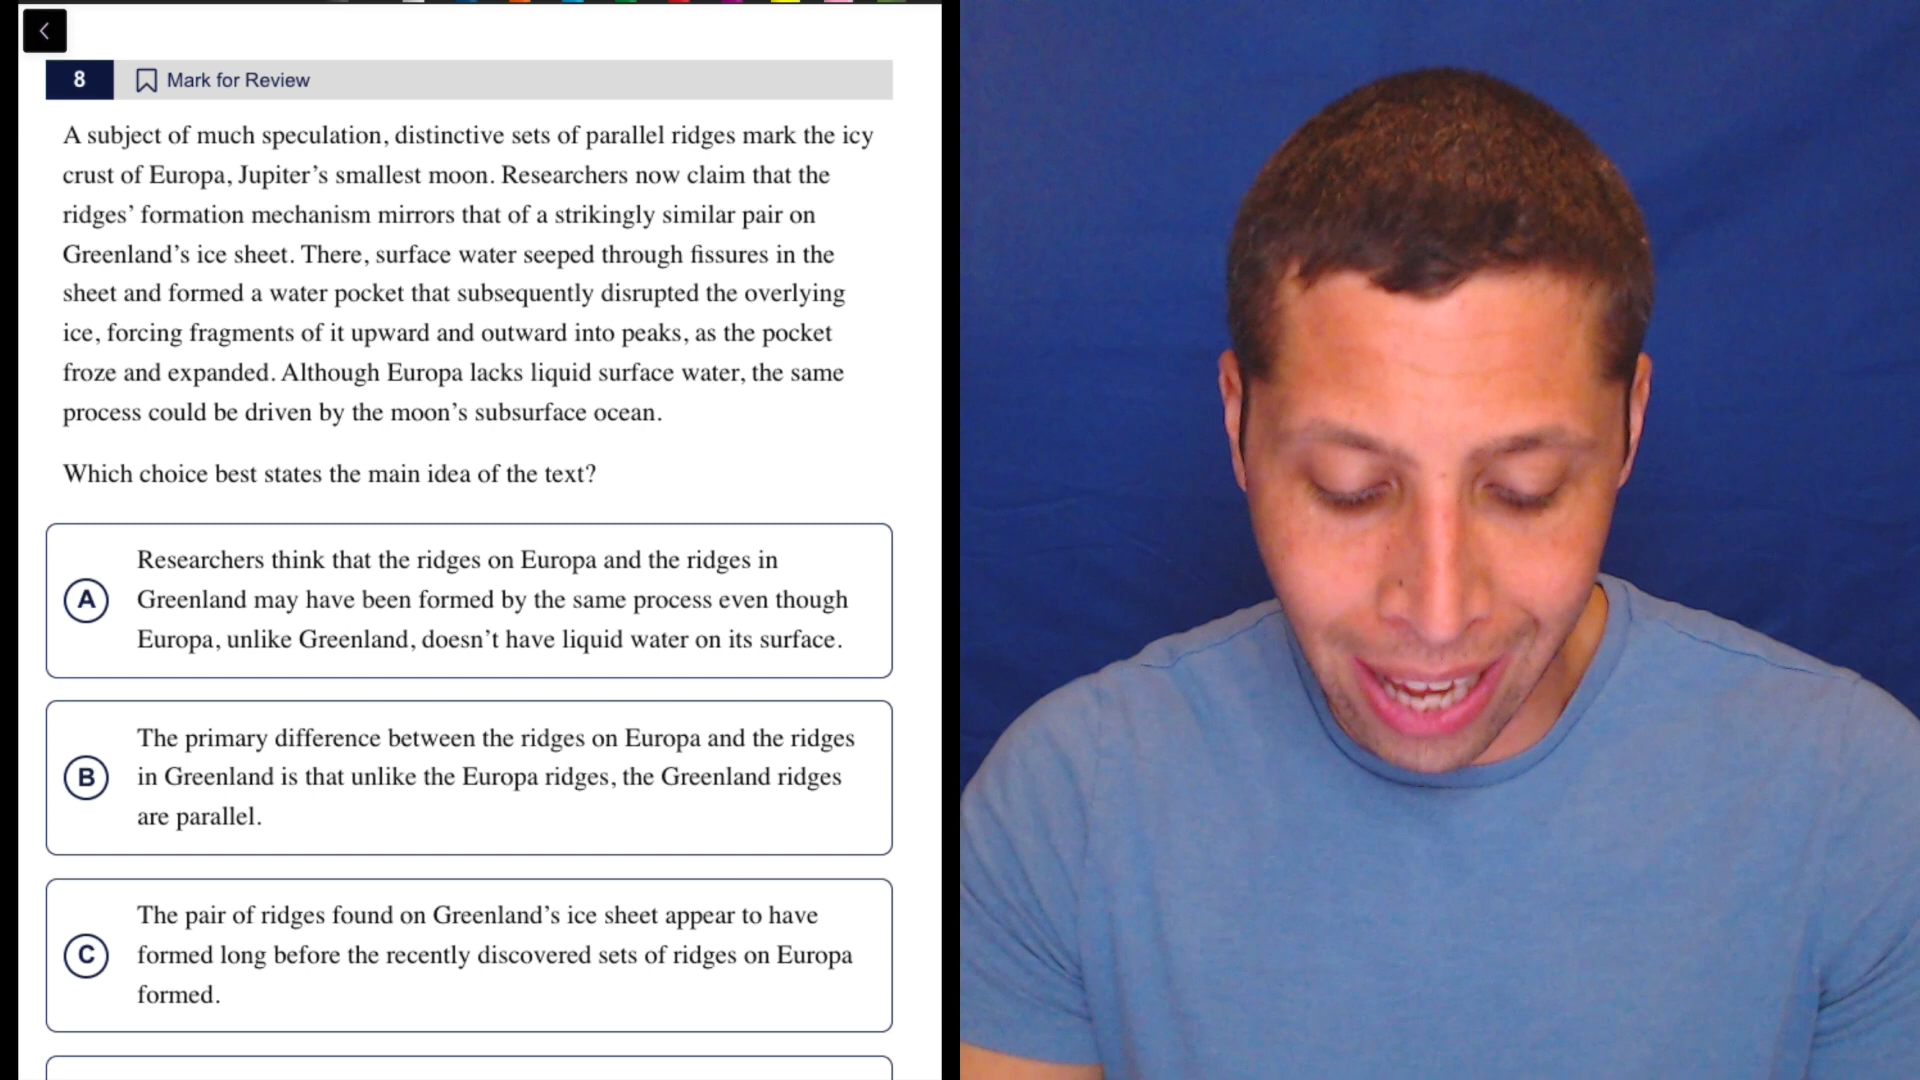 8 Mark for Review
A subject of much speculation, distinctive sets of parallel ridges mark the icy
crust of Europa, Jupiter’s smallest moon. Researchers now claim that the
ridges’ formation mechanism mirrors that of a strikingly similar pair on
Greenland’s ice sheet. There, surface water seeped through fissures in the
sheet and formed a water pocket that subsequently disrupted the overlying
ice, forcing fragments of it upward and outward into peaks, as the pocket
froze and expanded. Although Europa lacks liquid surface water, the same
process could be driven by the moon’s subsurface ocean.
Which choice best states the main idea of the text?
Researchers think that the ridges on Europa and the ridges in
A Greenland may have been formed by the same process even though
Europa, unlike Greenland, doesn’t have liquid water on its surface.
The primary difference between the ridges on Europa and the ridges
B in Greenland is that unlike the Europa ridges, the Greenland ridges
are parallel.
The pair of ridges found on Greenland’s ice sheet appear to have
C formed long before the recently discovered sets of ridges on Europa
formed.